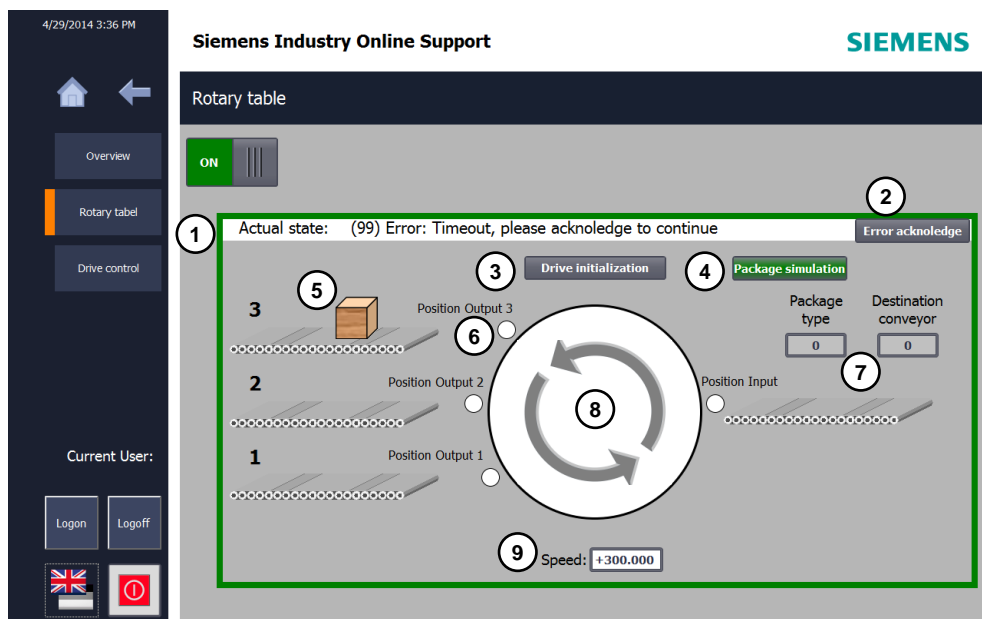 4/29/2014 3:36 PM
Siemens Industry Online Support
SIEMENS
Rotary table
Overview
ON
Rotary tabel
2
1
Actual state: (99) Error: Timeout, please acknoledge to continue
Error acknoledge
Drive control
3
Drive initialization
4
Package simulation
5
3
Position Output 3
6
Package type
Destination conveyor
0
0
7
2
Position Output 2
8
Position Input
1
Position Output 1
Current User:
Logon
Logoff
9
Speed: +300.000